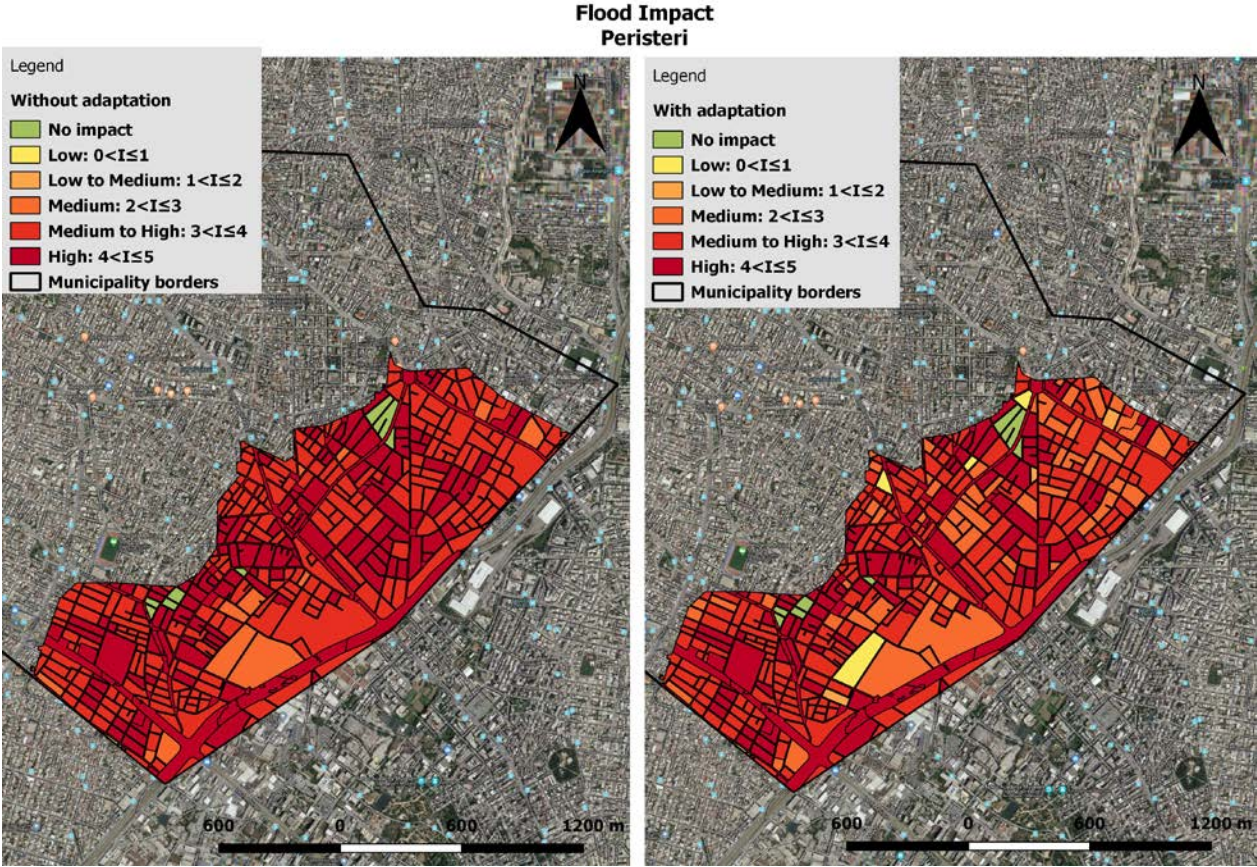 Flood Impact
Peristeri
Legend
Without adaptation
No impact
Low: 0<I≤1
Low to Medium: 1<I≤2
Medium: 2<I≤3
Medium to High: 3<I≤4
High: 4<I≤5
Municipality borders
N
600 0 600 1200 m
Legend
With adaptation
No impact
Low: 0<I≤1
Low to Medium: 1<I≤2
Medium: 2<I≤3
Medium to High: 3<I≤4
High: 4<I≤5
Municipality borders
N
600 0 600 1200 m